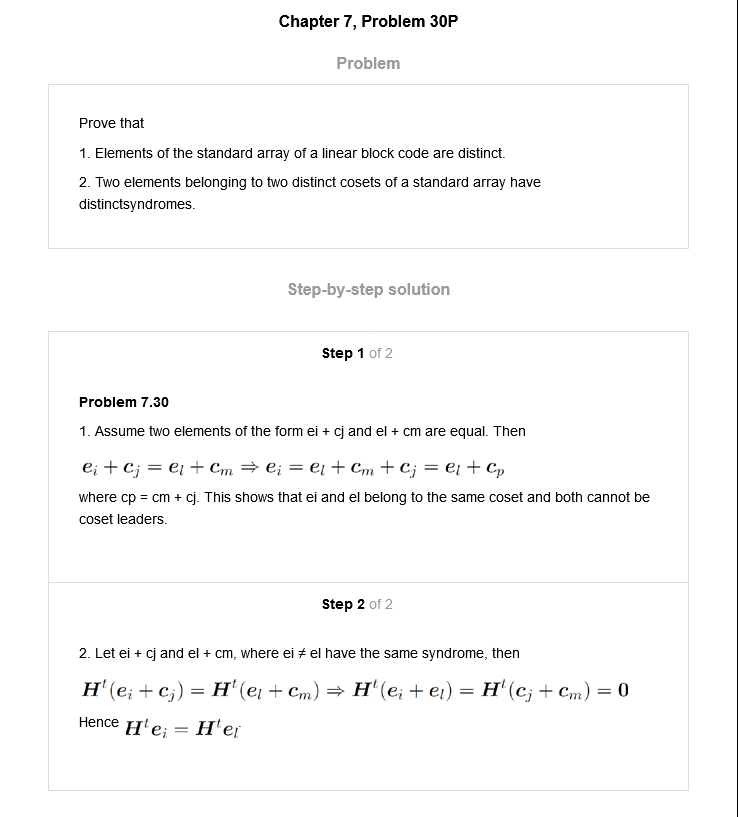 Chapter 7, Problem 30P
Problem
Prove that
1. Elements of the standard array of a linear block code are distinct.
2. Two elements belonging to two distinct cosets of a standard array have
distinctsyndromes.
Step-by-step solution
Step 1 of 2
Problem 7.30
1. Assume two elements of the form ei + cj and el + cm are equal. Then
e_i + c_j = e_l + c_m ⇒ e_i = e_l + c_m + c_j = e_l + c_p
where cp = cm + cj. This shows that ei and el belong to the same coset and both cannot be
coset leaders.
Step 2 of 2
2. Let ei + cj and el + cm, where ei ≠ el have the same syndrome, then
H^t(e_i + c_j) = H^t(e_l + c_m) ⇒ H^t(e_i + e_l) = H^t(c_j + c_m) = 0
Hence H^t e_i = H^t e_l.